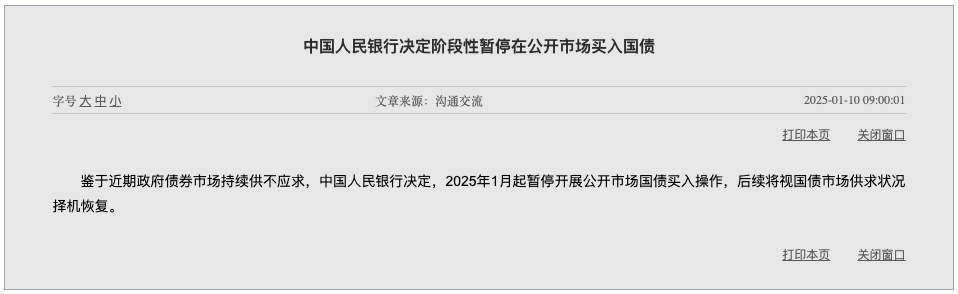 中国人民银行决定阶段性暂停在公开市场买入国债
字号 大 中 小 文章来源：沟通交流 2025-01-10 09:00:01
打印本页 关闭窗口
鉴于近期政府债券市场持续供不应求，中国人民银行决定，2025年1月起暂停开展公开市场国债买入操作，后续将视国债市场供求状况
择机恢复。
打印本页 关闭窗口